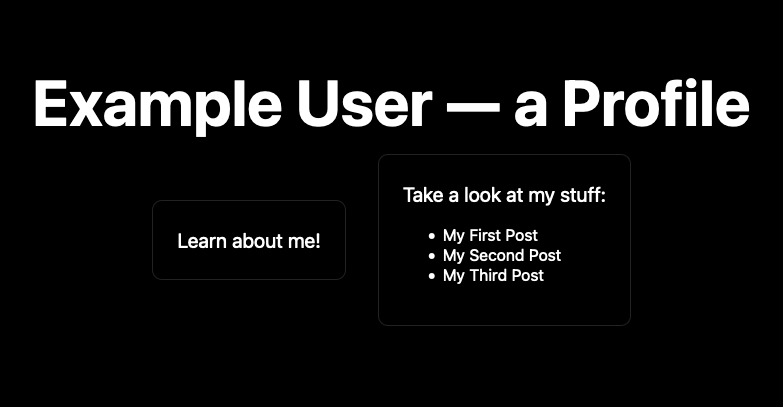 Example User — a Profile
Learn about me!
Take a look at my stuff:
• My First Post
• My Second Post
• My Third Post